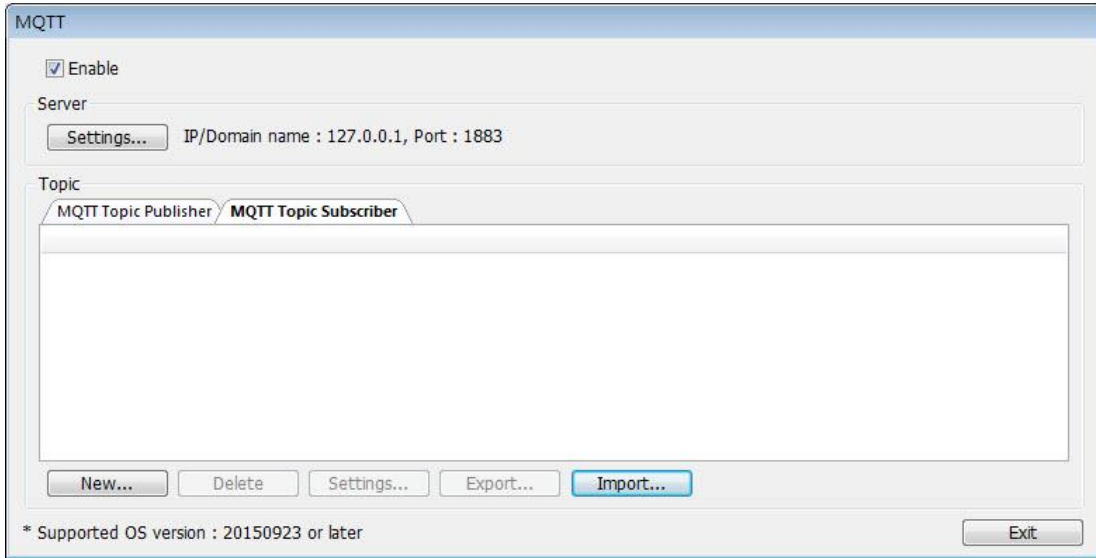 MQTT
Enable
Server
Settings... IP/Domain name : 127.0.0.1, Port : 1883
Topic
MQTT Topic Publisher MQTT Topic Subscriber
New... Delete Settings... Export... Import...
* Supported OS version : 20150923 or later Exit